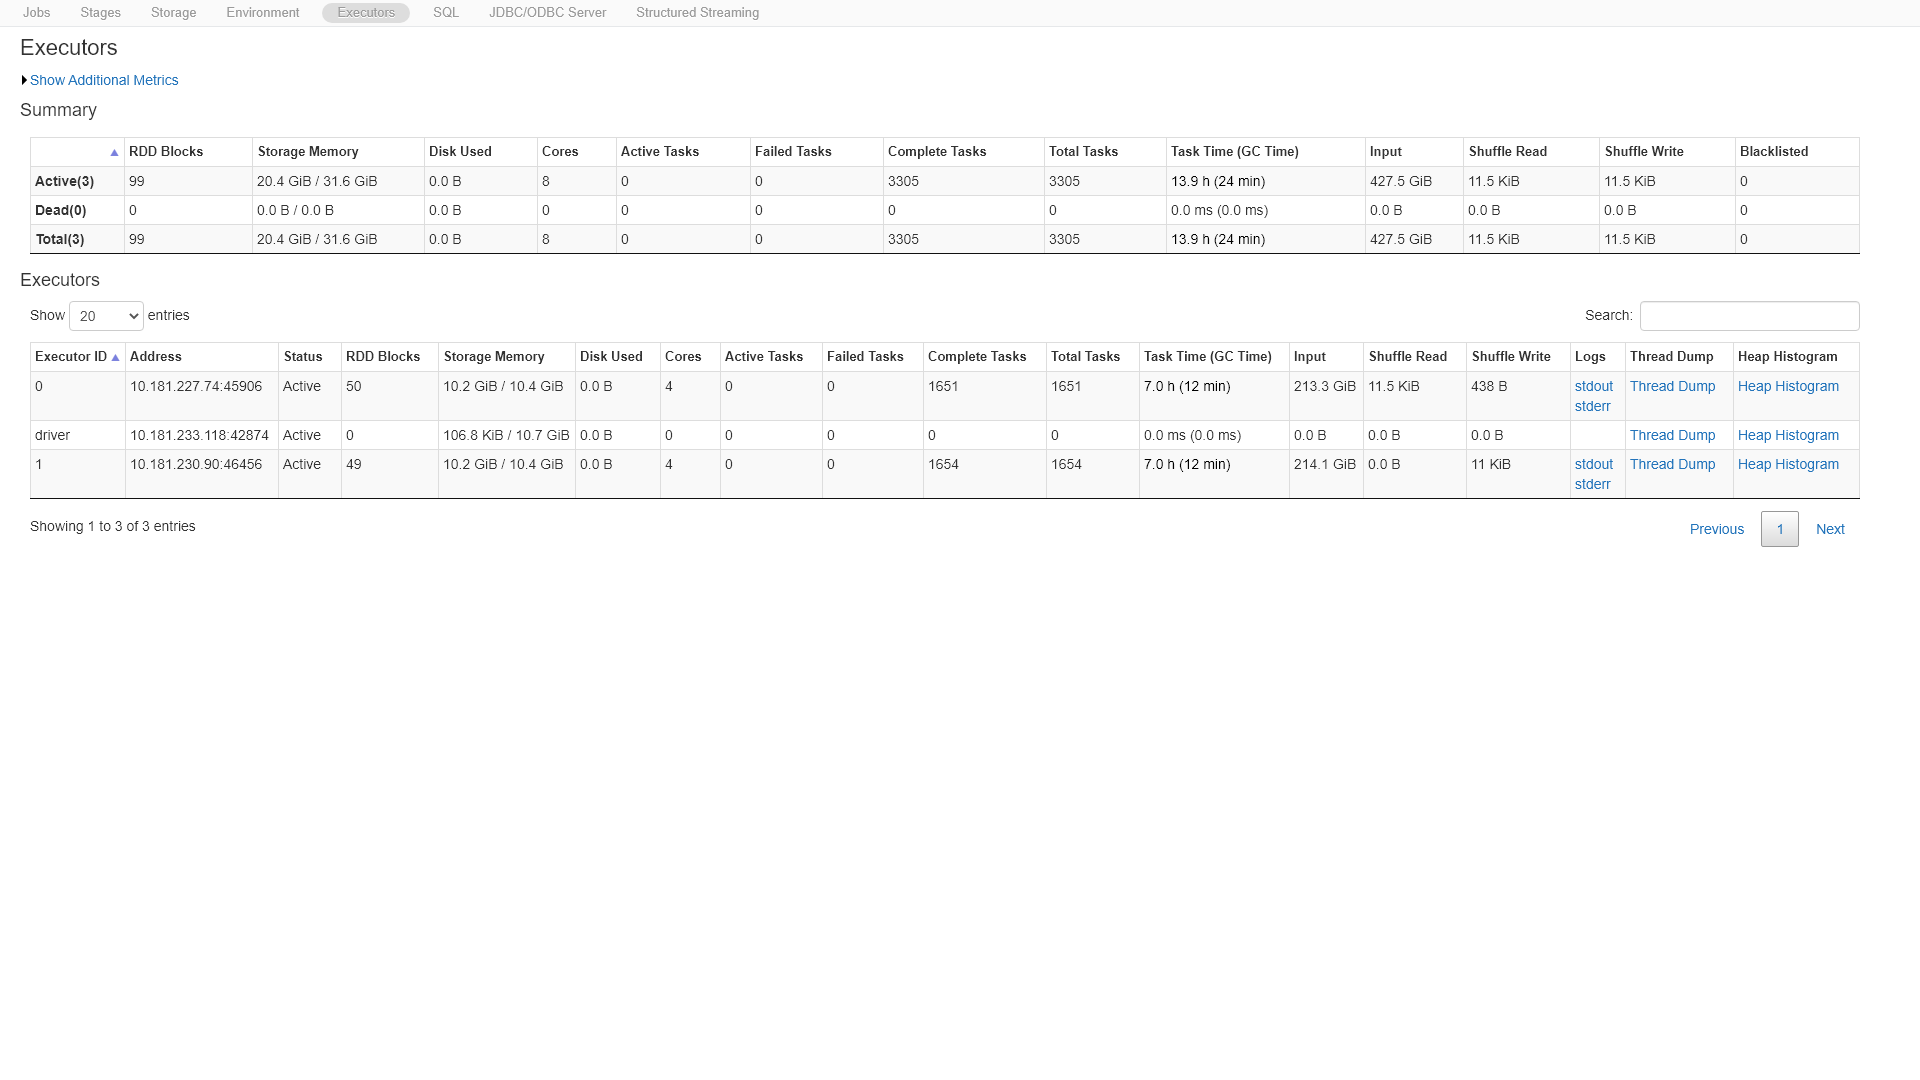 Jobs Stages Storage Environment Executors SQL JDBC/ODBC Server Structured Streaming
Executors
Show Additional Metrics
Summary
RDD Blocks Storage Memory Disk Used Cores Active Tasks Failed Tasks Complete Tasks Total Tasks Task Time (GC Time) Input Shuffle Read Shuffle Write Blacklisted
Active(3) 99 20.4 GiB / 31.6 GiB 0.0 B 8 0 0 3305 3305 13.9 h (24 min) 427.5 GiB 11.5 KiB 11.5 KiB 0
Dead(0) 0 0.0 B / 0.0 B 0.0 B 0 0 0 0 0 0.0 ms (0.0 ms) 0.0 B 0.0 B 0.0 B 0
Total(3) 99 20.4 GiB / 31.6 GiB 0.0 B 8 0 0 3305 3305 13.9 h (24 min) 427.5 GiB 11.5 KiB 11.5 KiB 0
Executors
Show 20 entries Search:
Executor ID Address Status RDD Blocks Storage Memory Disk Used Cores Active Tasks Failed Tasks Complete Tasks Total Tasks Task Time (GC Time) Input Shuffle Read Shuffle Write Logs Thread Dump Heap Histogram
0 10.181.227.74:45906 Active 50 10.2 GiB / 10.4 GiB 0.0 B 4 0 0 1651 1651 7.0 h (12 min) 213.3 GiB 11.5 KiB 438 B stdout Thread Dump Heap Histogram
stderr
driver 10.181.233.118:42874 Active 0 106.8 KiB / 10.7 GiB 0.0 B 0 0 0 0 0 0.0 ms (0.0 ms) 0.0 B 0.0 B 0.0 B Thread Dump Heap Histogram
1 10.181.230.90:46456 Active 49 10.2 GiB / 10.4 GiB 0.0 B 4 0 0 1654 1654 7.0 h (12 min) 214.1 GiB 0.0 B 11 KiB stdout Thread Dump Heap Histogram
stderr
Showing 1 to 3 of 3 entries Previous 1 Next